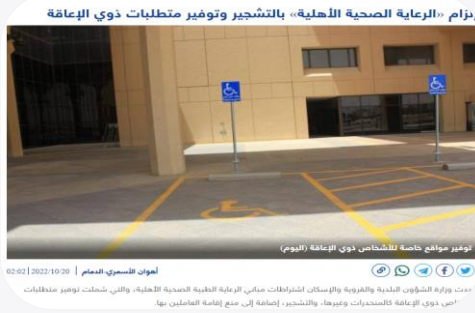 إلزام «الرعاية الصحية الأهلية» بالتشجير وتوفير متطلبات ذوي الإعاقة
توفير مواقع خاصة للأشخاص ذوي الإعاقة (اليوم)
أهوان الأسمري-الدمام | 2022/10/20 02:02
حددت وزارة الشؤون البلدية والقروية والإسكان اشتراطات مباني الرعاية الطبية الصحية الأهلية، والتي شملت توفير متطلبات
ذوي الإعاقة كالمنحدرات وغيرها، والتشجير، إضافة إلى منع إقامة العاملين بها.